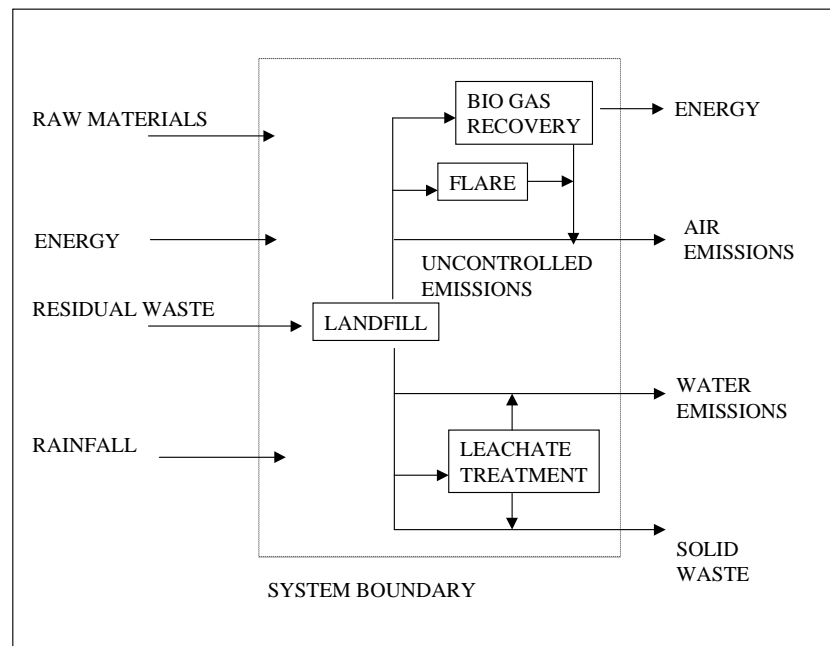 RAW MATERIALS
ENERGY
RESIDUAL WASTE
RAINFALL
BIO GAS
RECOVERY
FLARE
UNCONTROLLED
EMISSIONS
LANDFILL
LEACHATE
TREATMENT
SYSTEM BOUNDARY
ENERGY
AIR
EMISSIONS
WATER
EMISSIONS
SOLID
WASTE